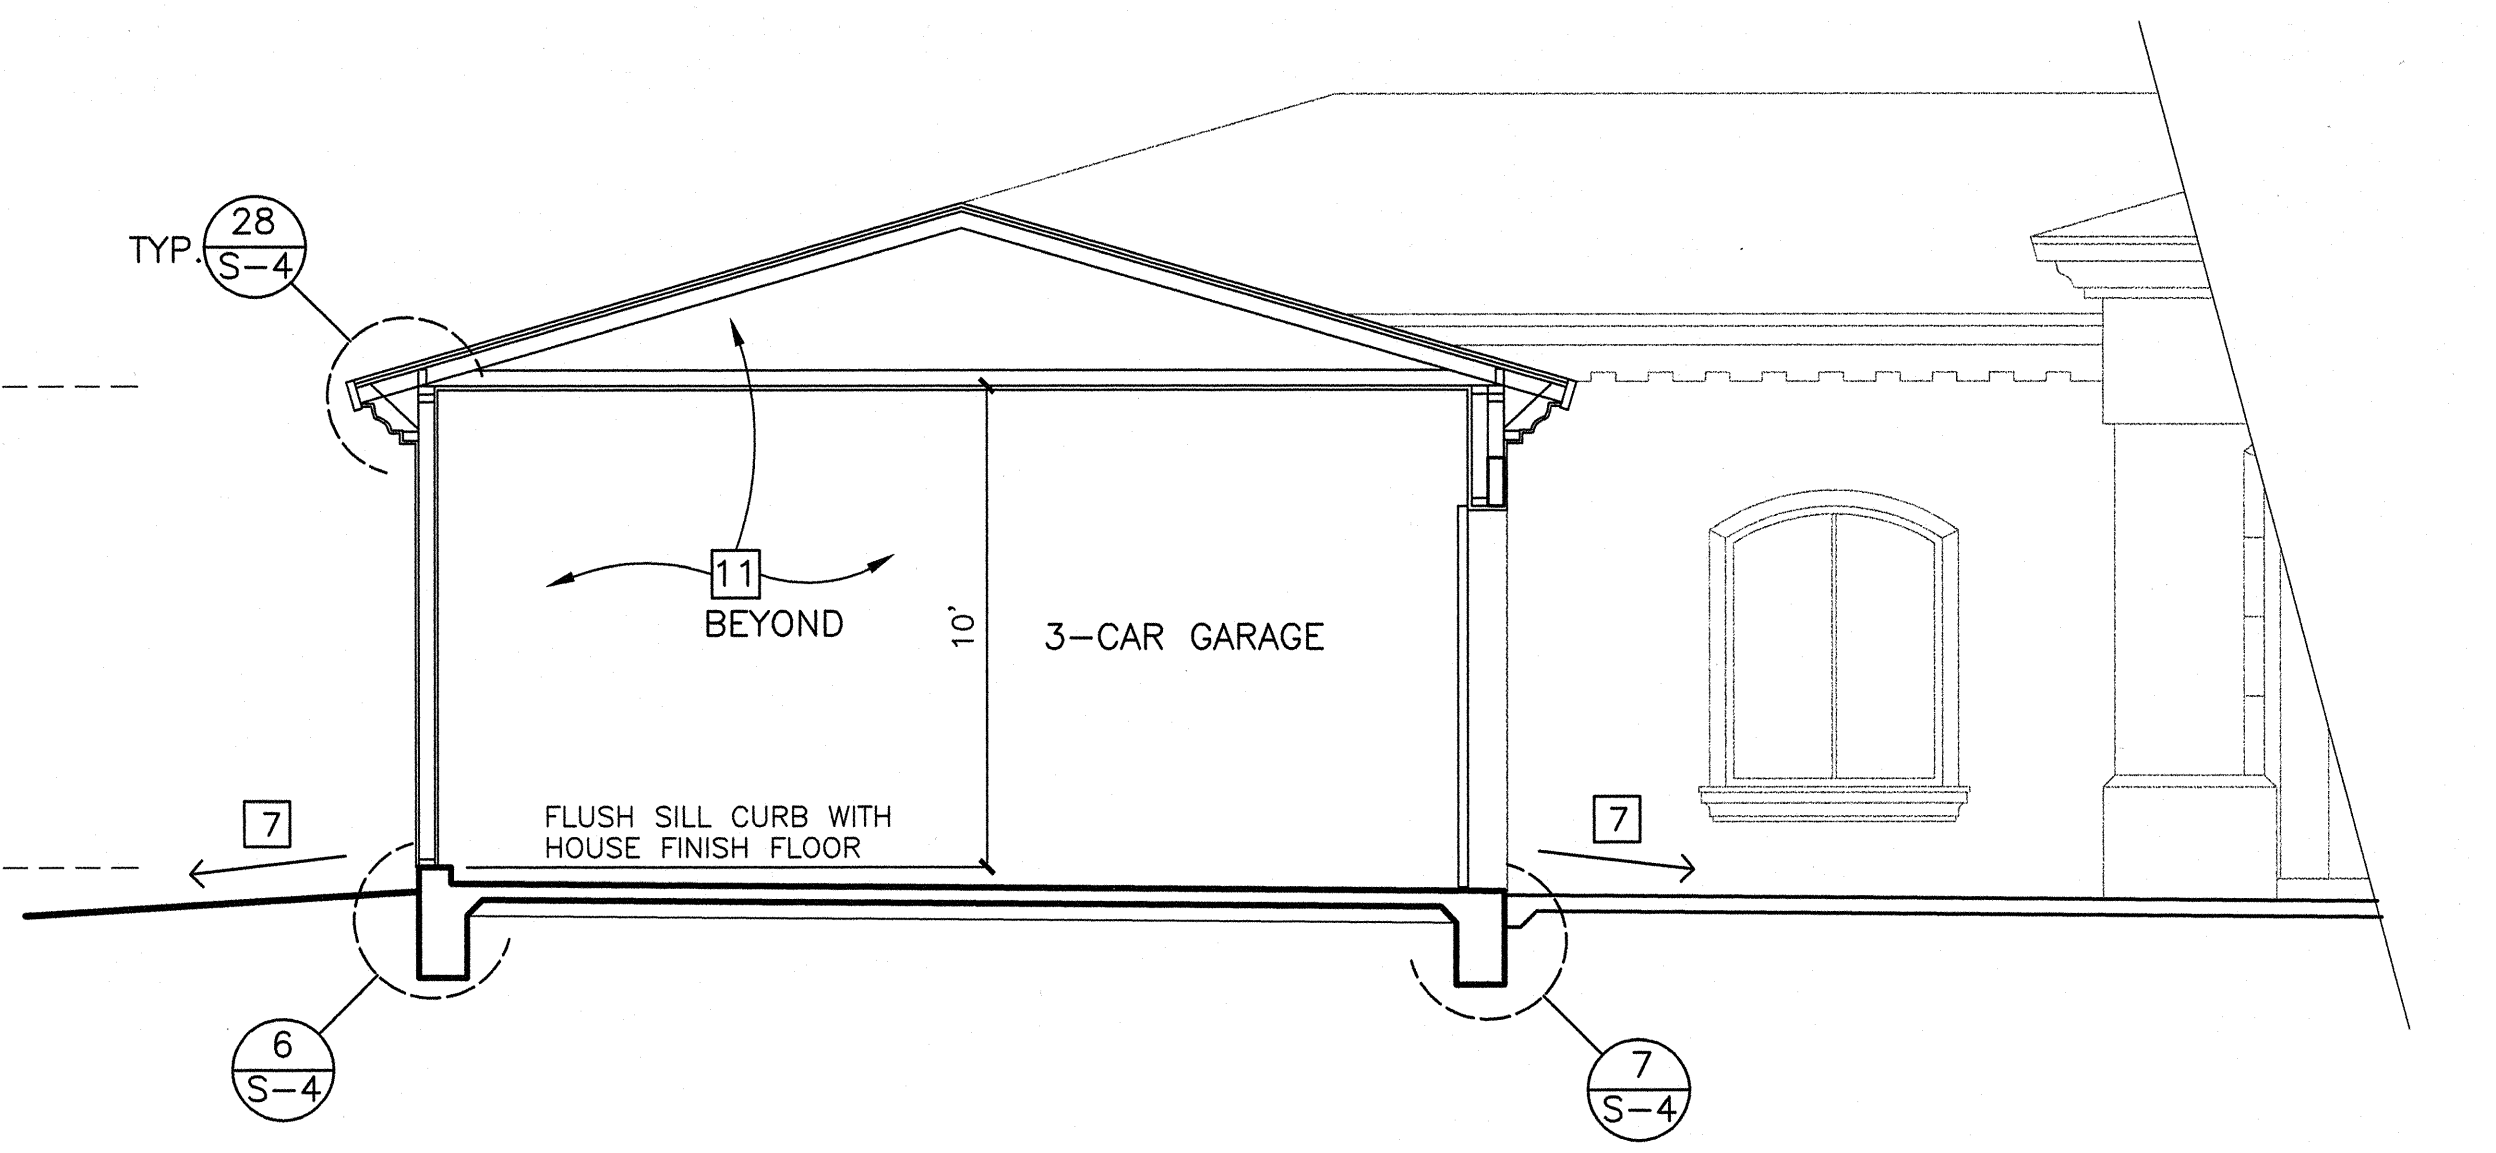 TYP.
28
S-4
11
BEYOND
10'
3-CAR GARAGE
FLUSH SILL CURB WITH
HOUSE FINISH FLOOR
7
7
6
S-4
7
S-4